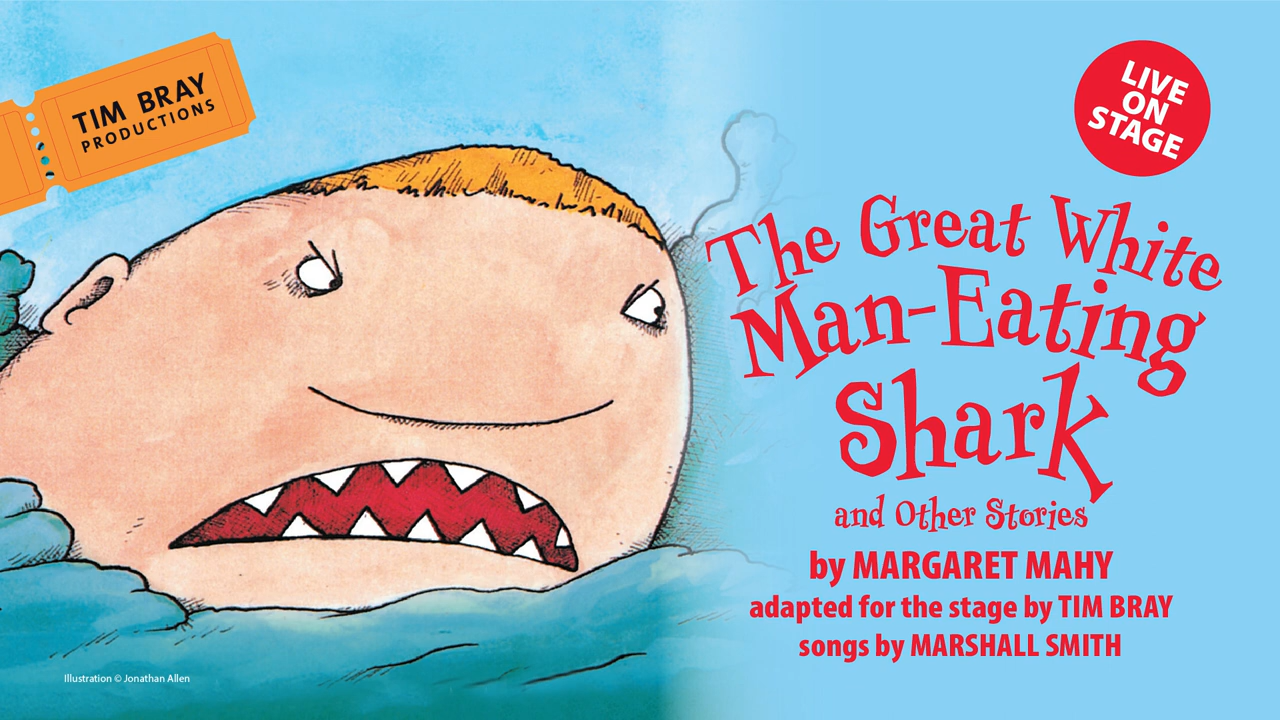 TIM BRAY
PRODUCTIONS
LIVE
ON
STAGE
The Great White
Man-Eating
Shark
and Other Stories
by MARGARET MAHY
adapted for the stage by TIM BRAY
songs by MARSHALL SMITH
Illustration © Jonathan Allen